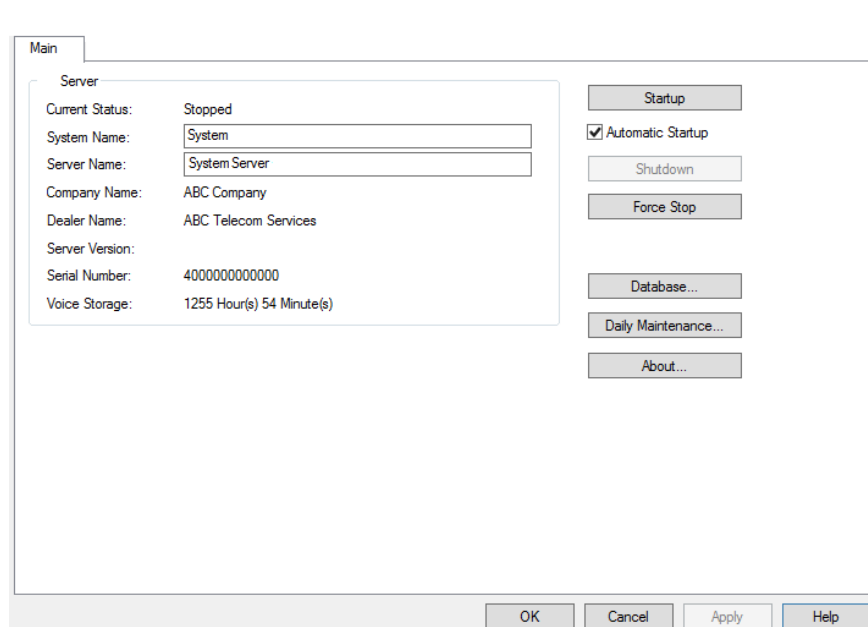 Main
Server
Current Status: Stopped
System Name: System
Server Name: System Server
Company Name: ABC Company
Dealer Name: ABC Telecom Services
Server Version:
Serial Number: 4000000000000
Voice Storage: 1255 Hour(s) 54 Minute(s)
Startup
Automatic Startup
Shutdown
Force Stop
Database...
Daily Maintenance...
About...
OK Cancel Apply Help